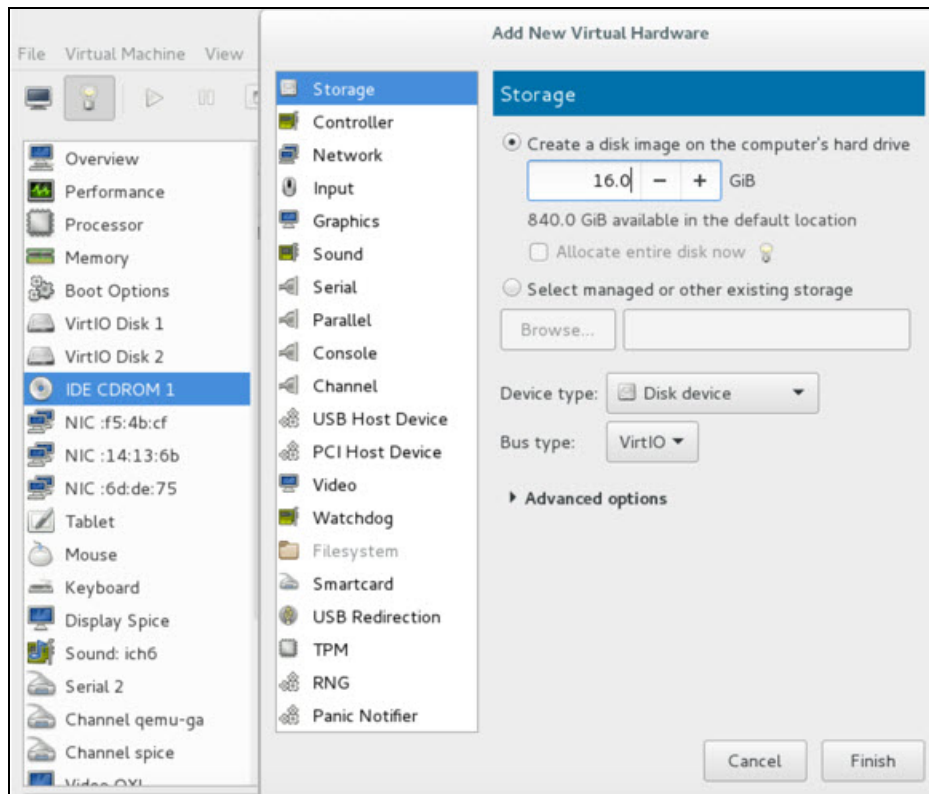 Add New Virtual Hardware
File Virtual Machine View
Overview
Performance
Processor
Memory
Boot Options
VirtIO Disk 1
VirtIO Disk 2
IDE CDROM 1
NIC :f5:4b:cf
NIC :14:13:6b
NIC :6d:de:75
Tablet
Mouse
Keyboard
Display Spice
Sound: ich6
Serial 2
Channel qemu-ga
Channel spice
Video QXL
Storage
Controller
Network
Input
Graphics
Sound
Serial
Parallel
Console
Channel
USB Host Device
PCI Host Device
Video
Watchdog
Filesystem
Smartcard
USB Redirection
TPM
RNG
Panic Notifier
Storage
Create a disk image on the computer's hard drive
16.0 − + GiB
840.0 GiB available in the default location
Allocate entire disk now
Select managed or other existing storage
Browse...
Device type: Disk device
Bus type: VirtIO
Advanced options
Cancel Finish